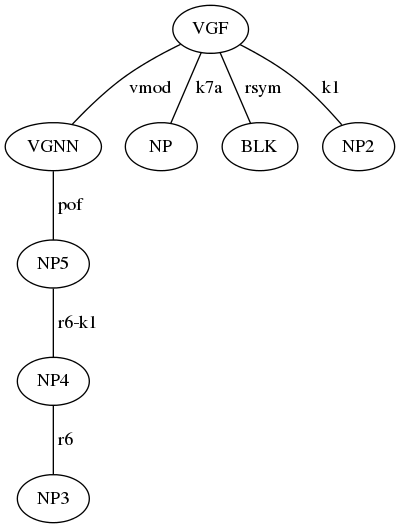 VGF
vmod
k7a
rsym
k1
VGNN
NP
BLK
NP2
pof
NP5
r6-k1
NP4
r6
NP3